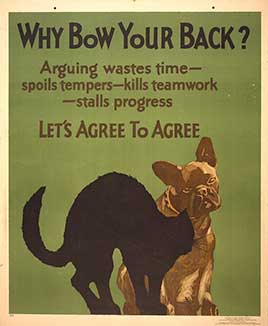 WHY BOW YOUR BACK?
Arguing wastes time—
spoils tempers—kills teamwork
—stalls progress
LET'S AGREE TO AGREE